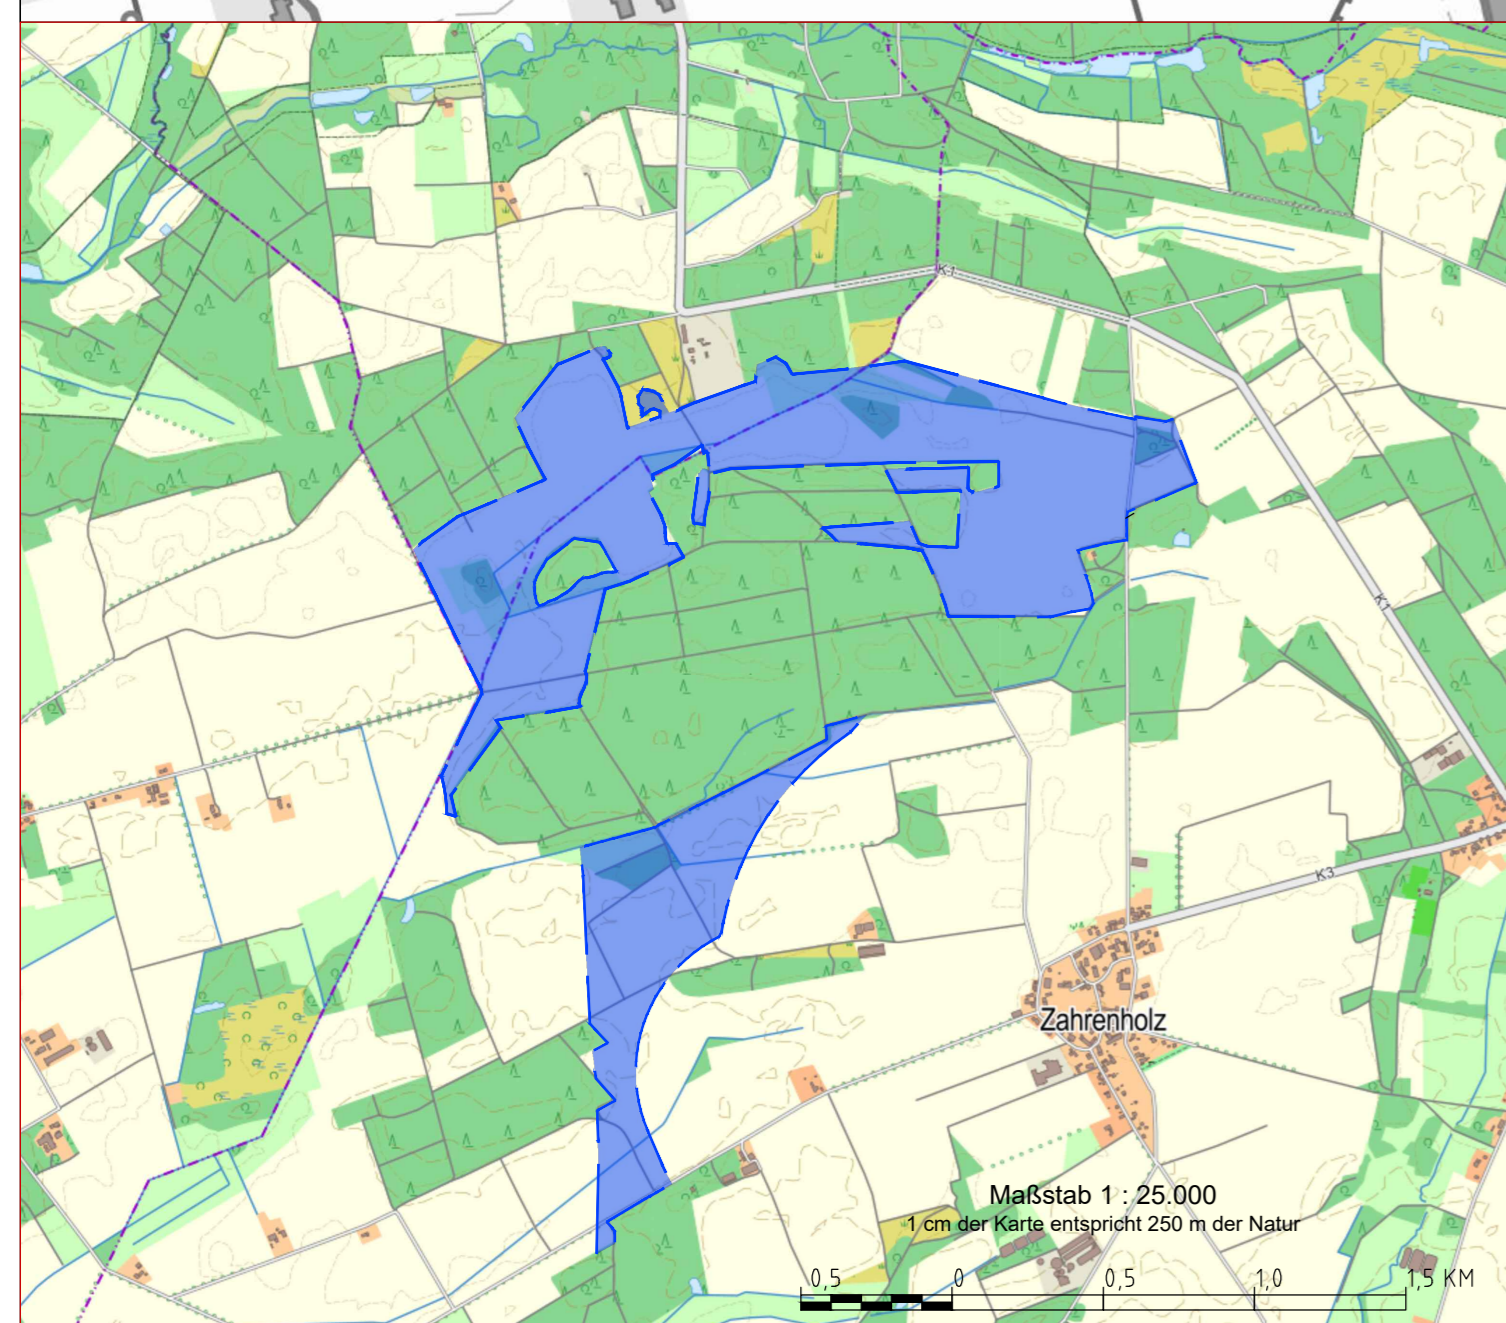 K1
K1
K3
Zahrenholz
Maßstab 1 : 25.000
1 cm der Karte entspricht 250 m der Natur
0,5 0 0,5 1,0 1,5 KM